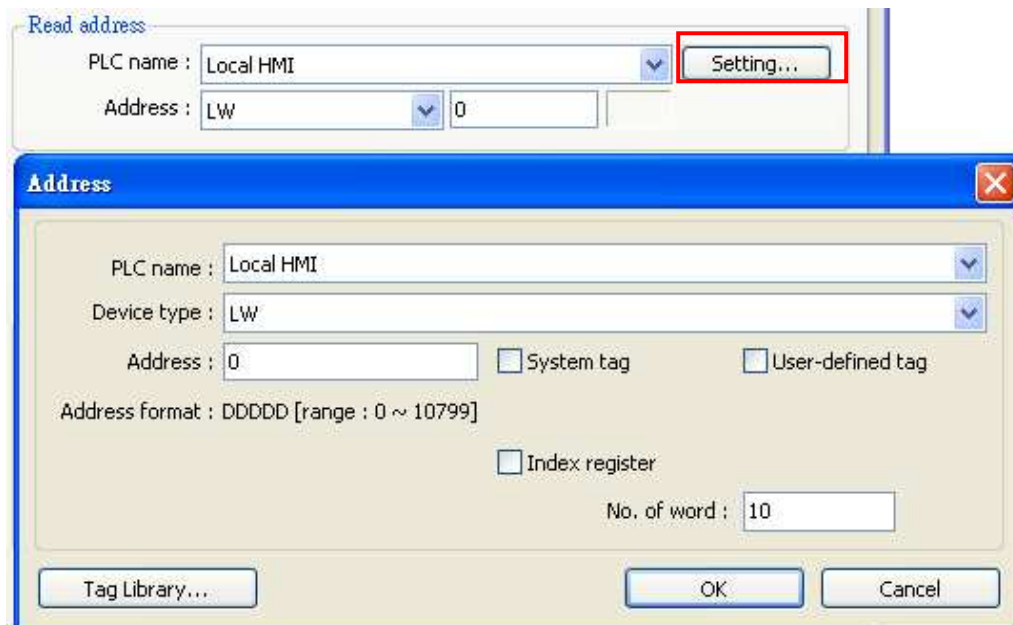 Read address
PLC name : Local HMI Setting...
Address : LW 0
Address
PLC name : Local HMI
Device type : LW
Address : 0 System tag User-defined tag
Address format : DDDDD [range : 0 ~ 10799]
Index register
No. of word : 10
Tag Library... OK Cancel